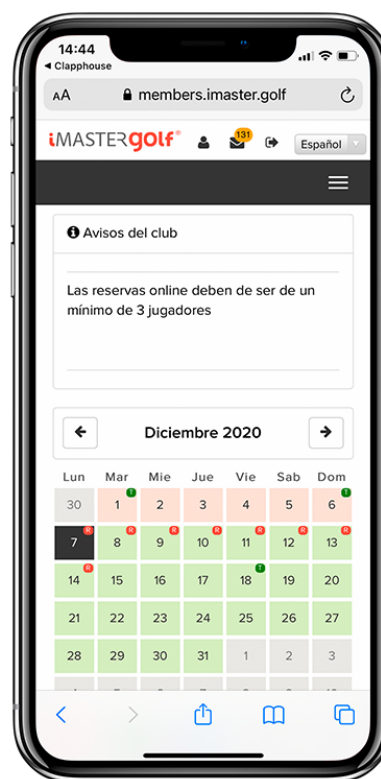 14:44
◀ Clapphouse
AA members.imaster.golf
iMASTERgolf® 131 Español
Avisos del club
Las reservas online deben de ser de un
mínimo de 3 jugadores
Diciembre 2020
Lun Mar Mie Jue Vie Sab Dom
30 1 T 2 3 4 5 6 T
7 R 8 R 9 R 10 R 11 R 12 R 13 R
14 R 15 16 17 18 T 19 20
21 22 23 24 25 26 27
28 29 30 31 1 2 3